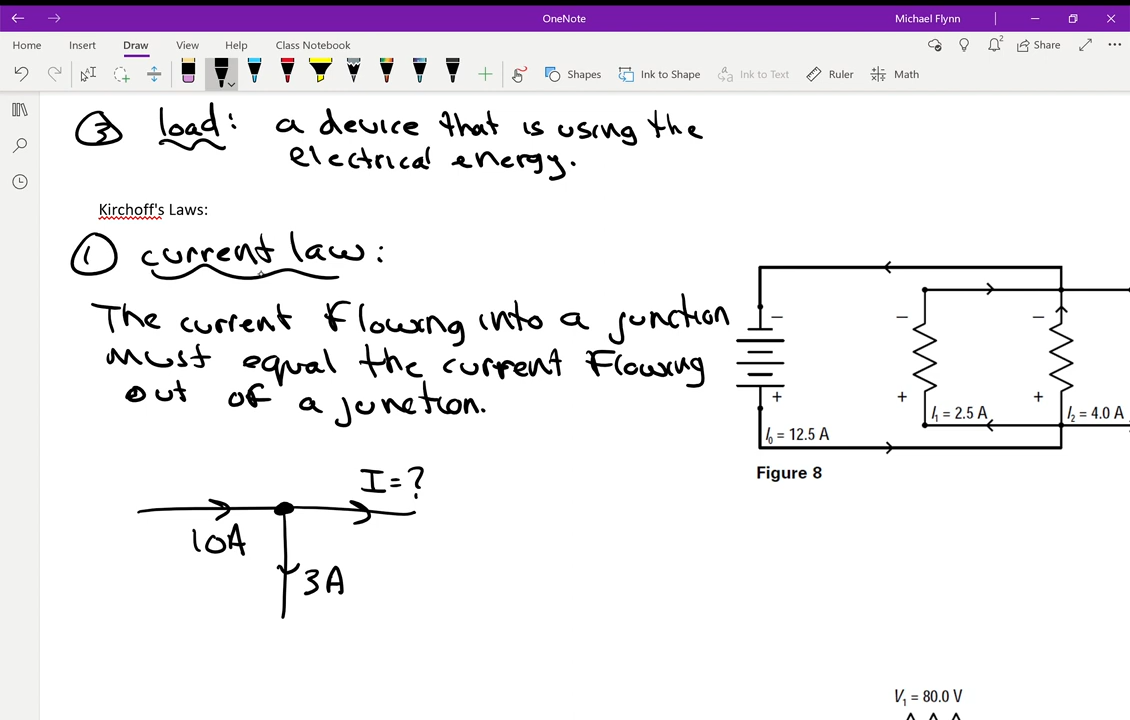 OneNote
Michael Flynn
Home Insert Draw View Help Class Notebook
2
Share
Shapes
Ink to Shape
Ink to Text
Ruler
Math
③ load: a device that is using the
electrical energy.
Kirchoff's Laws:
① current law:
The current flowing into a junction
must equal the current flowing
out of a junction.
I = ?
10A
3A
−
−
−
+
+
+
I₁ = 2.5 A
I₂ = 4.0 A
I₀ = 12.5 A
Figure 8
V₁ = 80.0 V